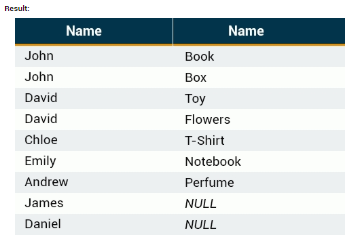 Result:
Name Name
John Book
John Box
David Toy
David Flowers
Chloe T-Shirt
Emily Notebook
Andrew Perfume
James NULL
Daniel NULL